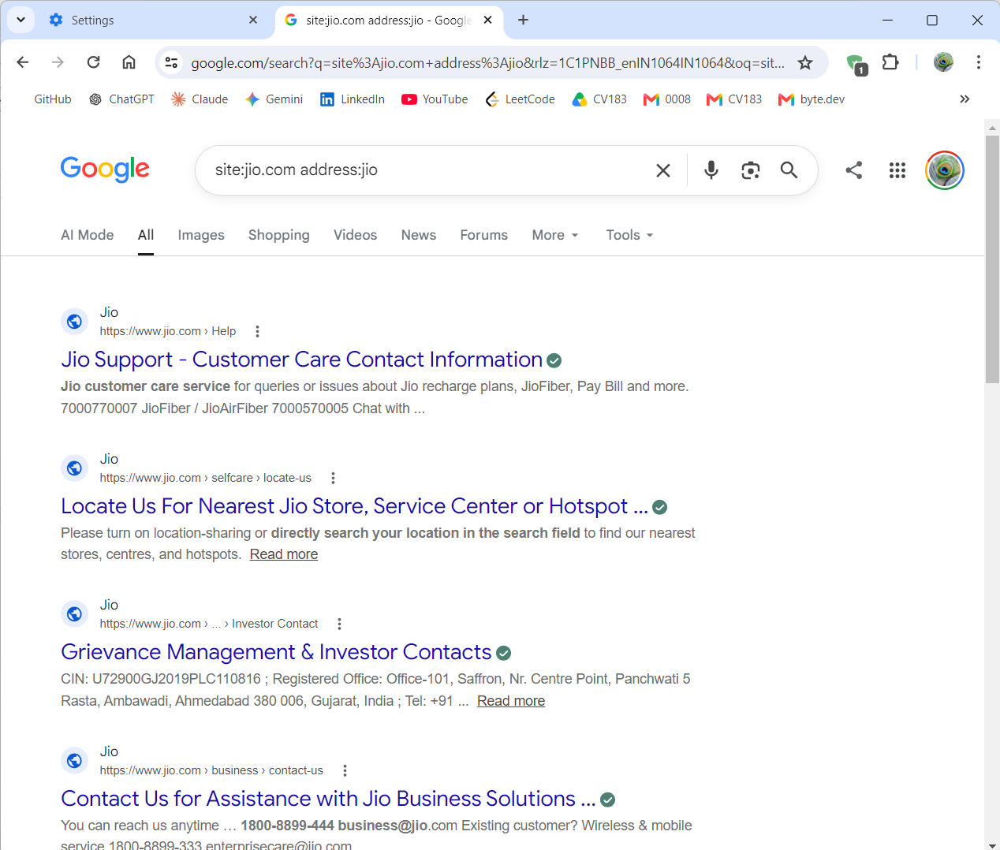 Settings
site:jio.com address:jio - Google
google.com/search?q=site%3Ajio.com+address%3Ajio&rlz=1C1PNBB_enIN1064IN1064&oq=sit...
1
GitHub ChatGPT Claude Gemini LinkedIn YouTube LeetCode CV183 0008 CV183 byte.dev
Google
site:jio.com address:jio
AI Mode All Images Shopping Videos News Forums More Tools
Jio
https://www.jio.com › Help
Jio Support - Customer Care Contact Information
Jio customer care service for queries or issues about Jio recharge plans, JioFiber, Pay Bill and more.
7000770007 JioFiber / JioAirFiber 7000570005 Chat with ...
Jio
https://www.jio.com › selfcare › locate-us
Locate Us For Nearest Jio Store, Service Center or Hotspot ...
Please turn on location-sharing or directly search your location in the search field to find our nearest
stores, centres, and hotspots. Read more
Jio
https://www.jio.com › ... › Investor Contact
Grievance Management & Investor Contacts
CIN: U72900GJ2019PLC110816 ; Registered Office: Office-101, Saffron, Nr. Centre Point, Panchwati 5
Rasta, Ambawadi, Ahmedabad 380 006, Gujarat, India ; Tel: +91 ... Read more
Jio
https://www.jio.com › business › contact-us
Contact Us for Assistance with Jio Business Solutions ...
You can reach us anytime … 1800-8899-444 business@jio.com Existing customer? Wireless & mobile
service 1800-8899-333 enterprisecare@jio.com